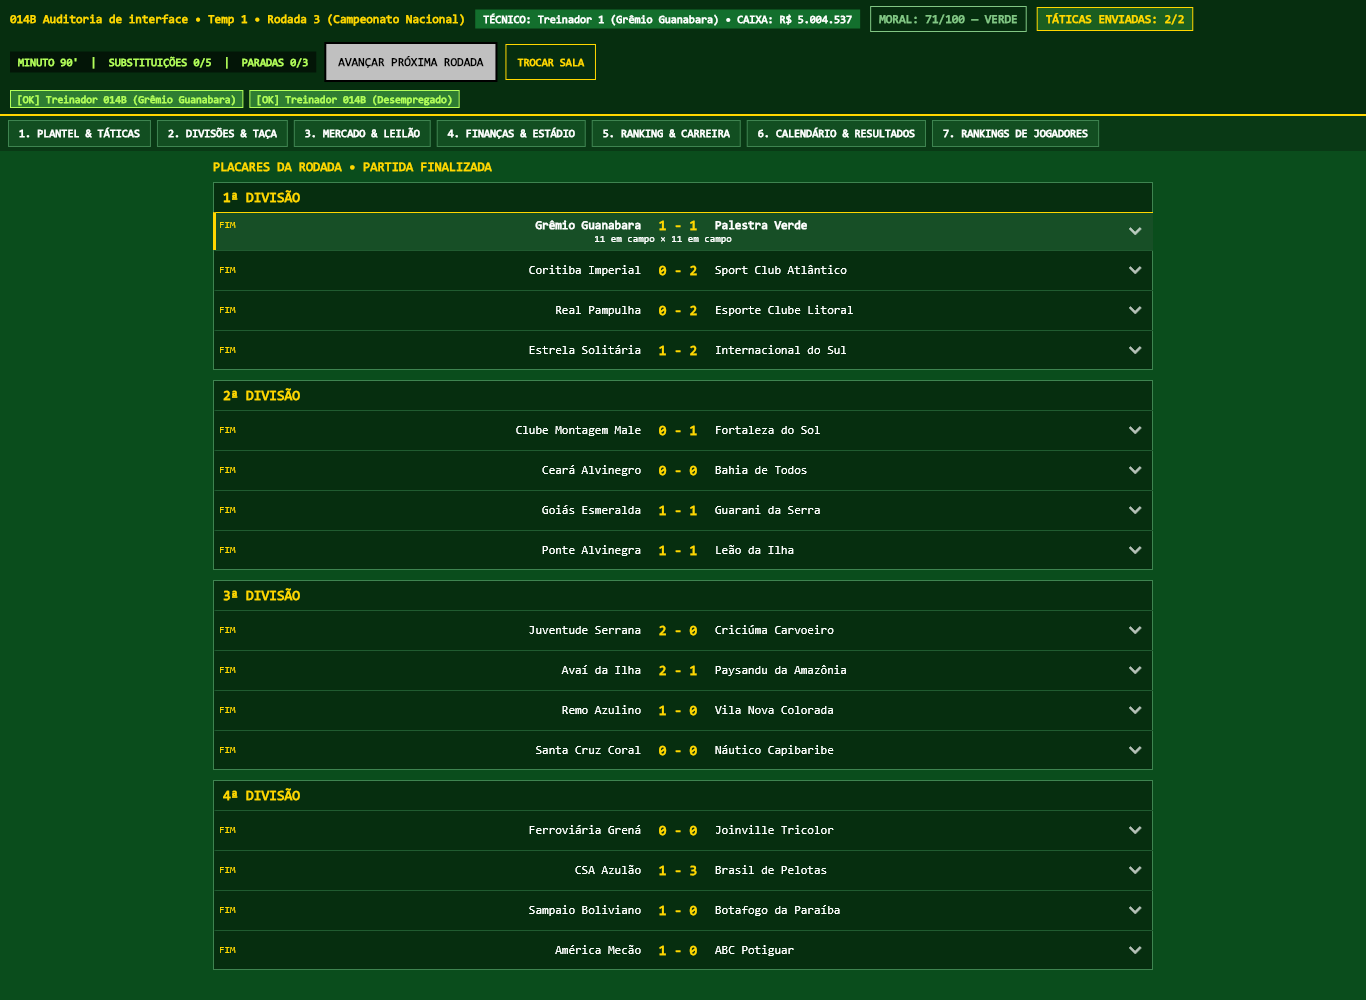 014B Auditoria de interface • Temp 1 • Rodada 3 (Campeonato Nacional) TÉCNICO: Treinador 1 (Grêmio Guanabara) • CAIXA: R$ 5.004.537 MORAL: 71/100 — VERDE TÁTICAS ENVIADAS: 2/2
MINUTO 90' | SUBSTITUIÇÕES 0/5 | PARADAS 0/3 AVANÇAR PRÓXIMA RODADA TROCAR SALA
[OK] Treinador 014B (Grêmio Guanabara) [OK] Treinador 014B (Desempregado)
1. PLANTEL & TÁTICAS 2. DIVISÕES & TAÇA 3. MERCADO & LEILÃO 4. FINANÇAS & ESTÁDIO 5. RANKING & CARREIRA 6. CALENDÁRIO & RESULTADOS 7. RANKINGS DE JOGADORES
PLACARES DA RODADA • PARTIDA FINALIZADA
1ª DIVISÃO
FIM Grêmio Guanabara 1 - 1 Palestra Verde
11 em campo × 11 em campo
FIM Coritiba Imperial 0 - 2 Sport Club Atlântico
FIM Real Pampulha 0 - 2 Esporte Clube Litoral
FIM Estrela Solitária 1 - 2 Internacional do Sul
2ª DIVISÃO
FIM Clube Montagem Male 0 - 1 Fortaleza do Sol
FIM Ceará Alvinegro 0 - 0 Bahia de Todos
FIM Goiás Esmeralda 1 - 1 Guarani da Serra
FIM Ponte Alvinegra 1 - 1 Leão da Ilha
3ª DIVISÃO
FIM Juventude Serrana 2 - 0 Criciúma Carvoeiro
FIM Avaí da Ilha 2 - 1 Paysandu da Amazônia
FIM Remo Azulino 1 - 0 Vila Nova Colorada
FIM Santa Cruz Coral 0 - 0 Náutico Capibaribe
4ª DIVISÃO
FIM Ferroviária Grená 0 - 0 Joinville Tricolor
FIM CSA Azulão 1 - 3 Brasil de Pelotas
FIM Sampaio Boliviano 1 - 0 Botafogo da Paraíba
FIM América Mecão 1 - 0 ABC Potiguar